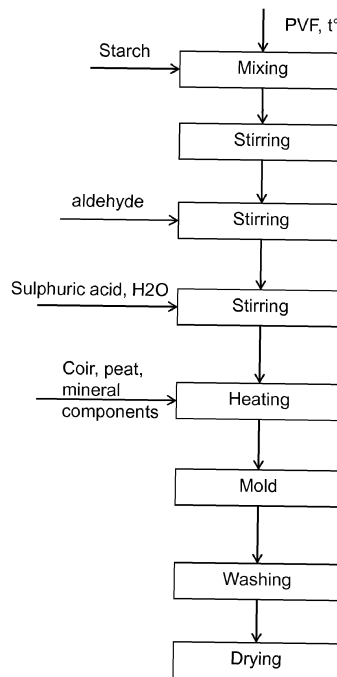 PVF, t°
Starch
Mixing
Stirring
aldehyde
Stirring
Sulphuric acid, H2O
Stirring
Coir, peat,
mineral
components
Heating
Mold
Washing
Drying